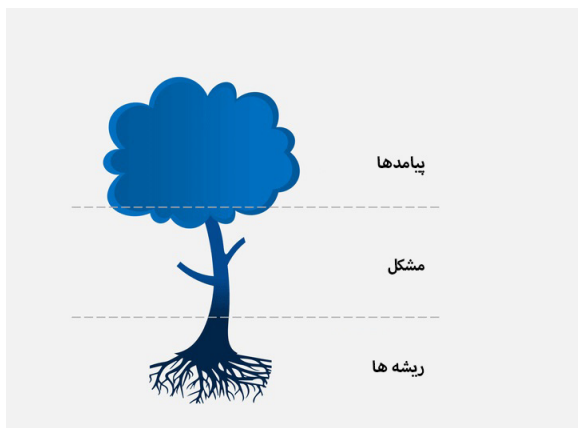 پیامدها
مشکل
ریشه ها